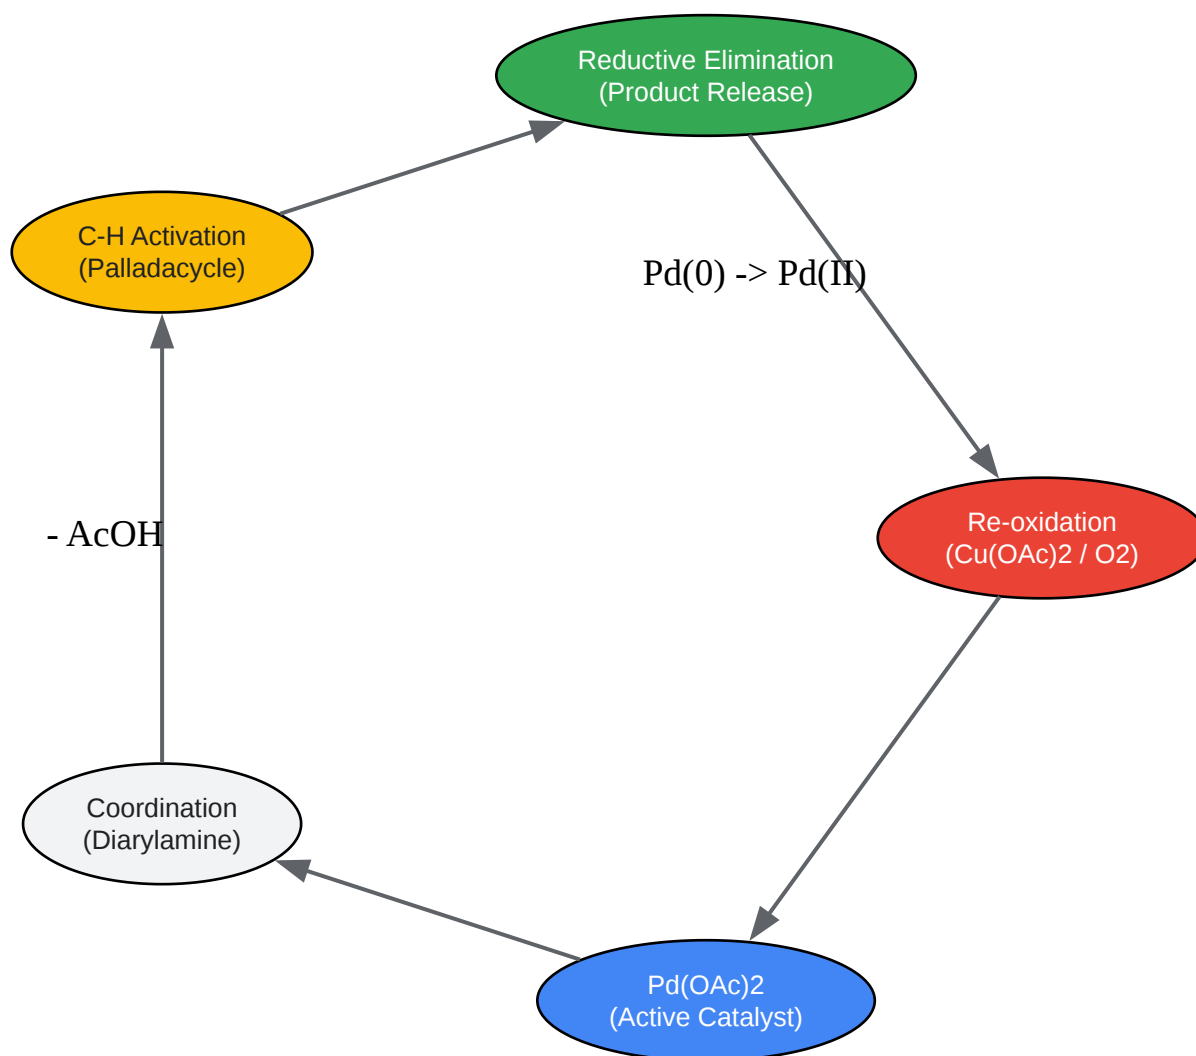 Reductive Elimination
(Product Release)
C-H Activation
(Palladacycle)
Pd(0) -> Pd(II)
Re-oxidation
(Cu(OAc)2 / O2)
- AcOH
Coordination
(Diarylamine)
Pd(OAc)2
(Active Catalyst)